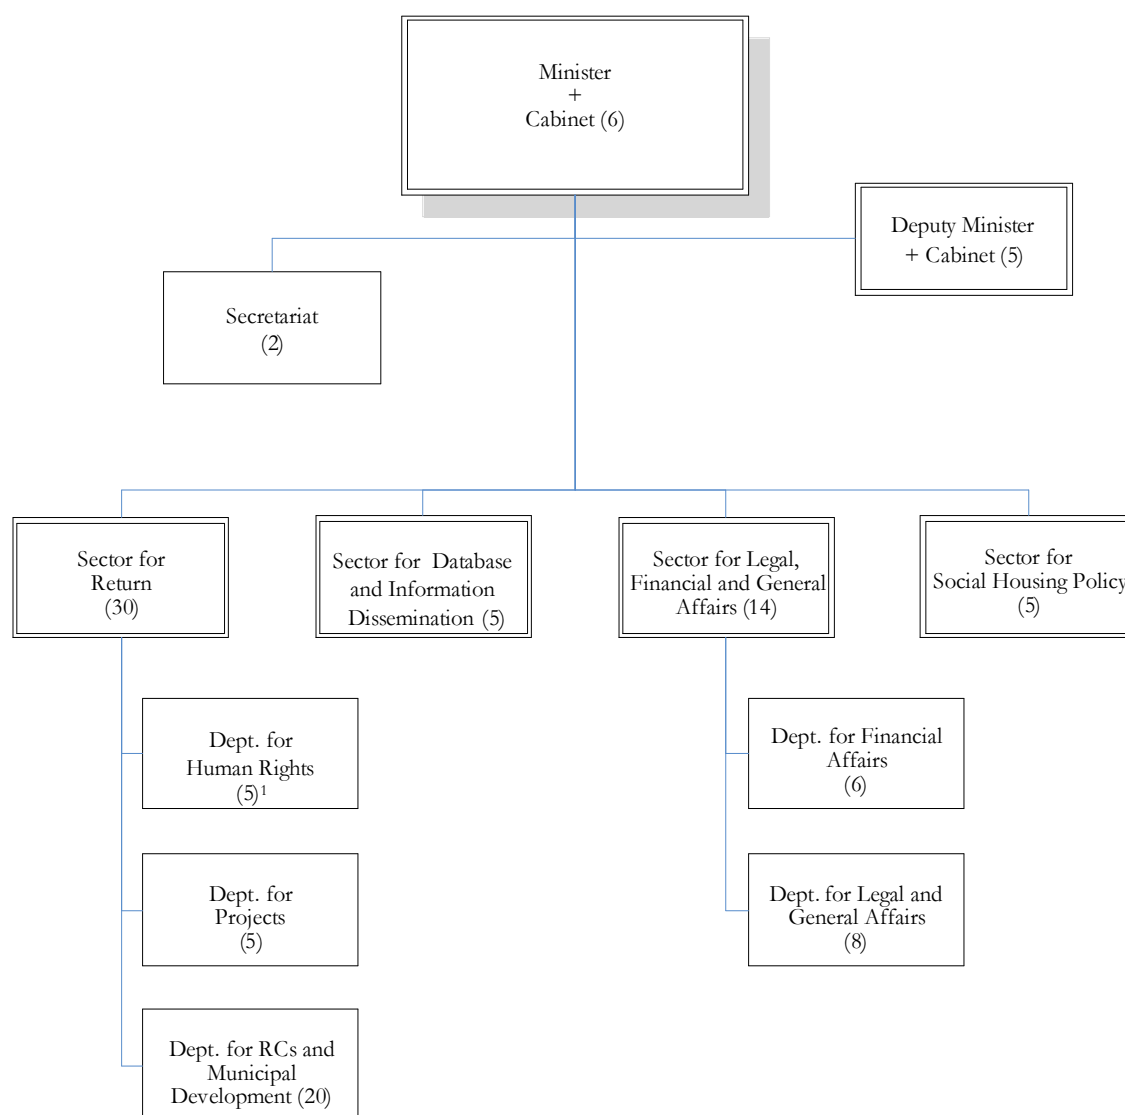 Minister
+
Cabinet (6)
Deputy Minister
+ Cabinet (5)
Secretariat
(2)
Sector for
Return
(30)
Sector for Database
and Information
Dissemination (5)
Sector for Legal,
Financial and General
Affairs (14)
Sector for
Social Housing Policy
(5)
Dept. for
Human Rights
(5)¹
Dept. for Financial
Affairs
(6)
Dept. for
Projects
(5)
Dept. for Legal and
General Affairs
(8)
Dept. for RCs and
Municipal
Development (20)